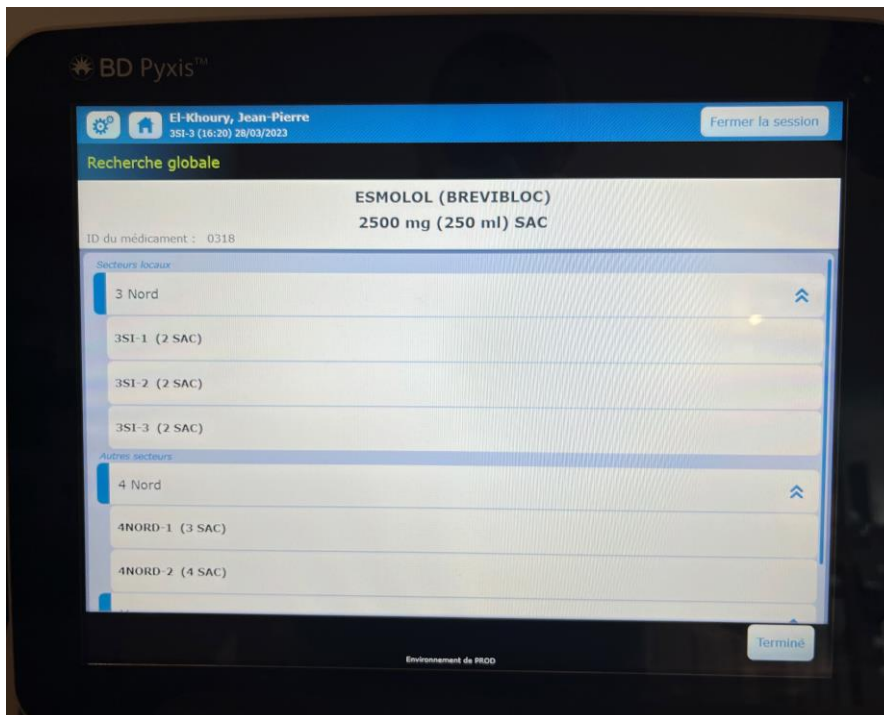 BD Pyxis™
El-Khoury, Jean-Pierre
3SI-3 (16:20) 28/03/2023
Fermer la session
Recherche globale
ESMOLOL (BREVIBLOC)
2500 mg (250 ml) SAC
ID du médicament : 0318
Secteurs locaux
3 Nord
3SI-1 (2 SAC)
3SI-2 (2 SAC)
3SI-3 (2 SAC)
Autres secteurs
4 Nord
4NORD-1 (3 SAC)
4NORD-2 (4 SAC)
Terminé
Environnement de PROD